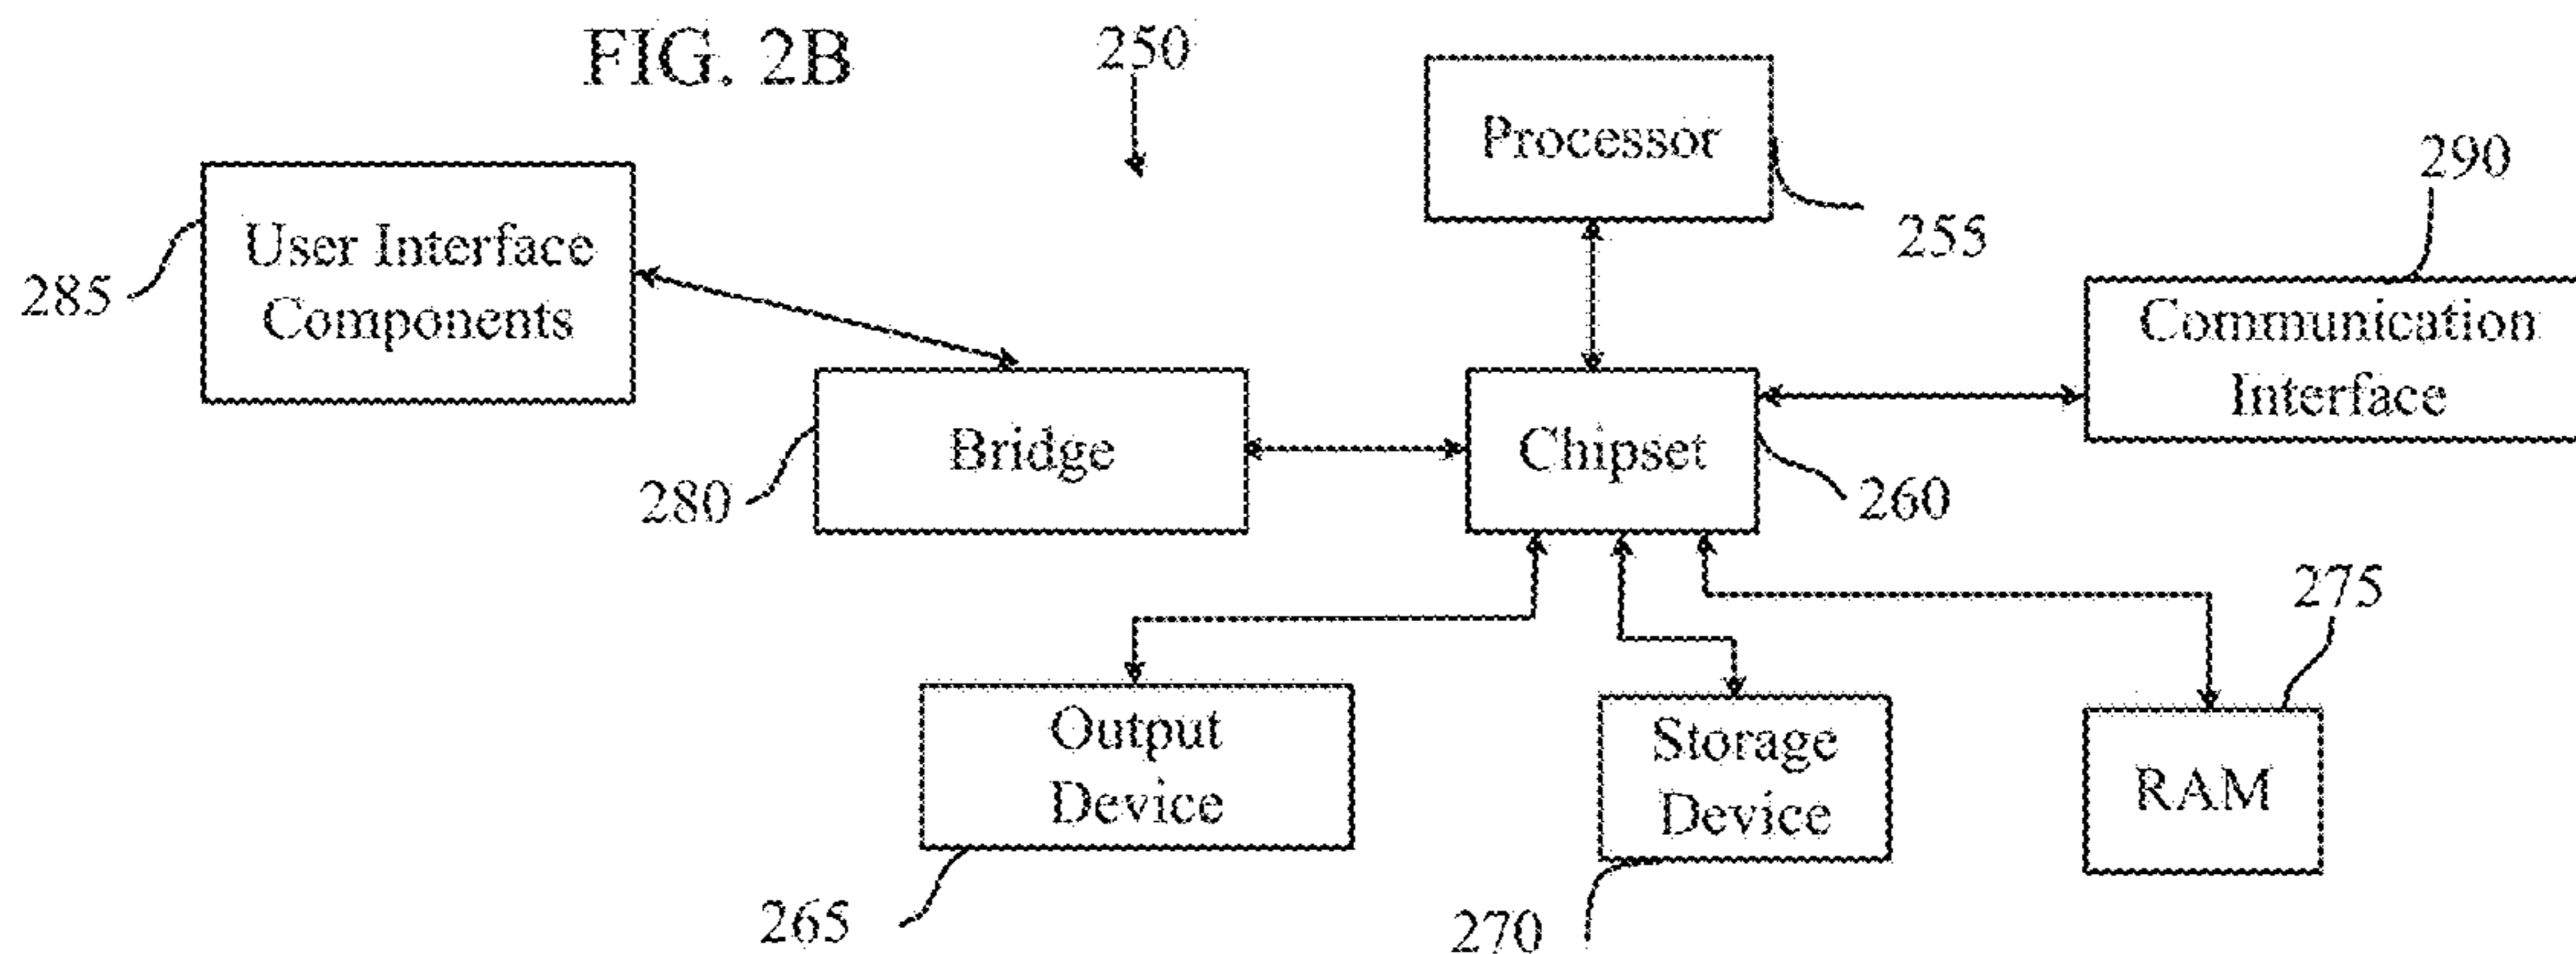 FIG. 2B
250
Processor
255
290
User Interface
Components
285
Communication
Interface
Bridge
280
Chipset
260
275
Output
Device
265
Storage
Device
270
RAM